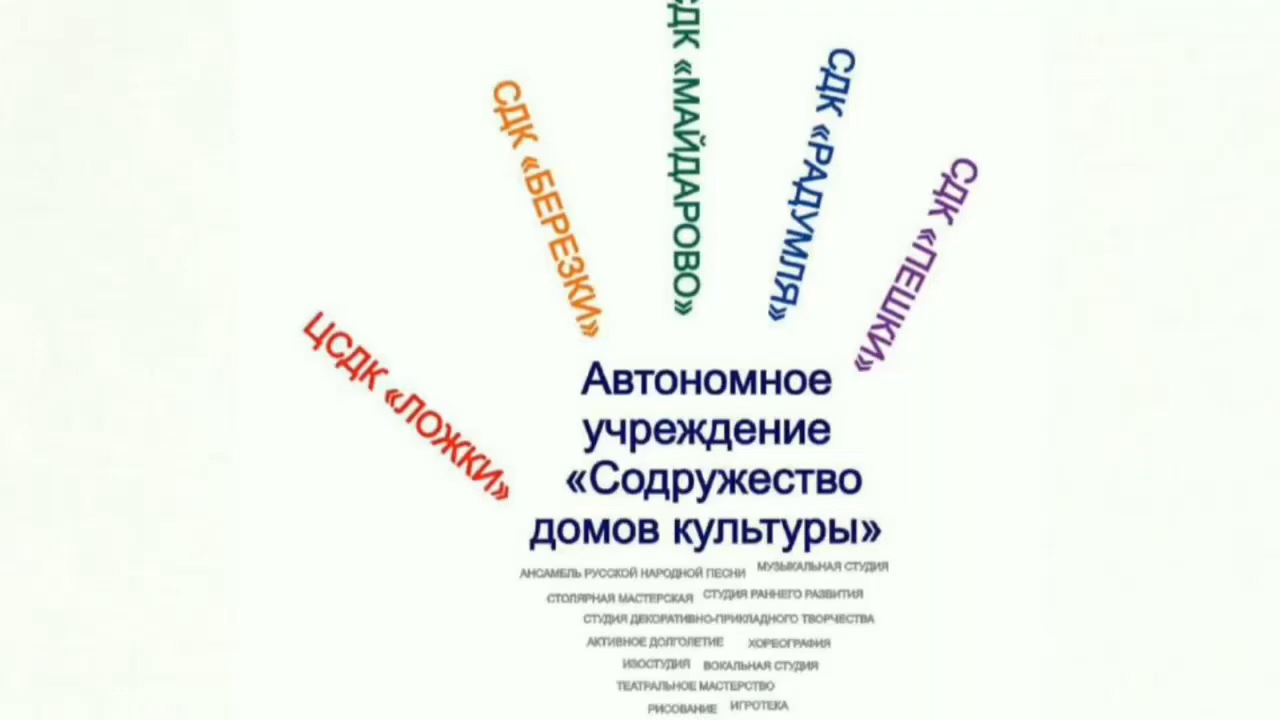 ЦСДК «ЛОЖКИ»
СДК «БЕРЕЗКИ»
СДК «МАЙДАРОВО»
СДК «РАДУМЛЯ»
СДК «ПЕШКИ»
Автономное
учреждение
«Содружество
домов культуры»
АНСАМБЛЬ РУССКОЙ НАРОДНОЙ ПЕСНИ МУЗЫКАЛЬНАЯ СТУДИЯ
СТОЛЯРНАЯ МАСТЕРСКАЯ СТУДИЯ РАННЕГО РАЗВИТИЯ
СТУДИЯ ДЕКОРАТИВНО-ПРИКЛАДНОГО ТВОРЧЕСТВА
АКТИВНОЕ ДОЛГОЛЕТИЕ ХОРЕОГРАФИЯ
ИЗОСТУДИЯ ВОКАЛЬНАЯ СТУДИЯ
ТЕАТРАЛЬНОЕ МАСТЕРСТВО
РИСОВАНИЕ ИГРОТЕКА